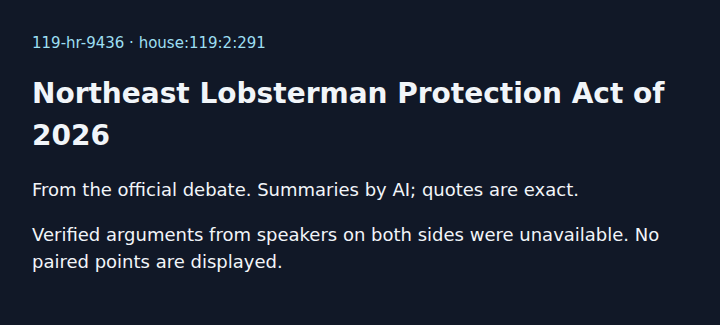 119-hr-9436 · house:119:2:291
Northeast Lobsterman Protection Act of
2026
From the official debate. Summaries by AI; quotes are exact.
Verified arguments from speakers on both sides were unavailable. No
paired points are displayed.